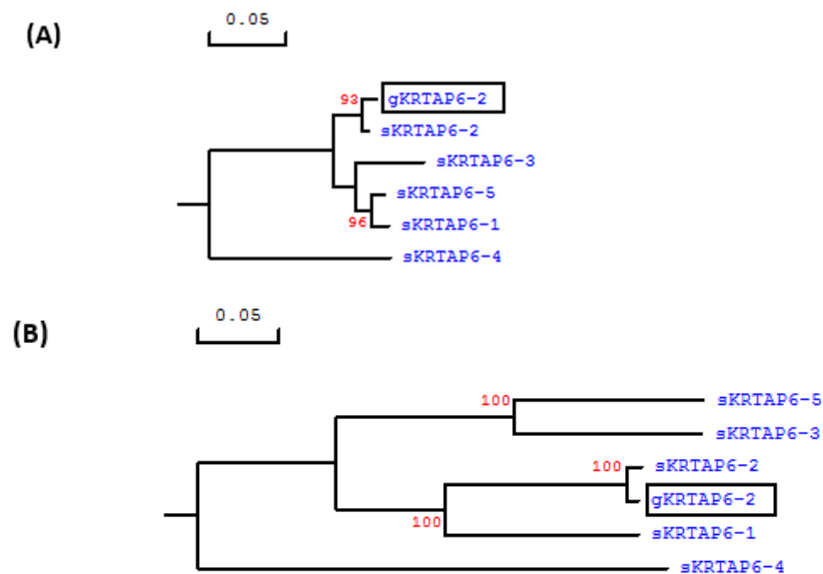 (A)
0.05
93
gKRTAP6-2
sKRTAP6-2
sKRTAP6-3
sKRTAP6-5
96
sKRTAP6-1
sKRTAP6-4
(B)
0.05
100
sKRTAP6-5
sKRTAP6-3
100
sKRTAP6-2
gKRTAP6-2
100
sKRTAP6-1
sKRTAP6-4